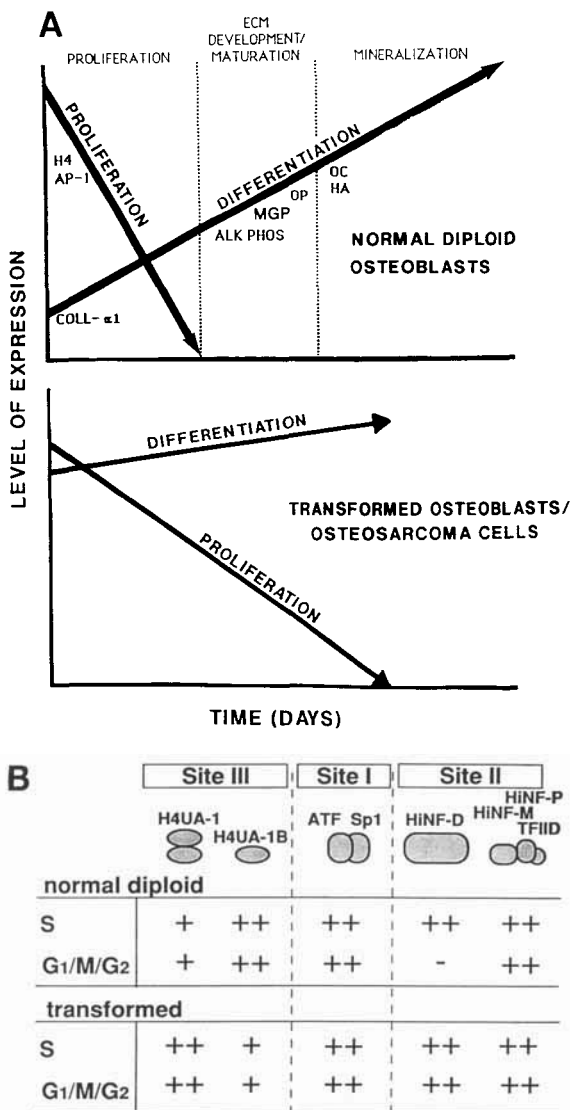 A
PROLIFERATION
ECM
DEVELOPMENT/
MATURATION
MINERALIZATION
PROLIFERATION
H4
AP-1
DIFFERENTIATION
OC
HA
OP
MGP
ALK PHOS
COLL-α1
NORMAL DIPLOID
OSTEOBLASTS
LEVEL OF EXPRESSION
DIFFERENTIATION
TRANSFORMED OSTEOBLASTS/
OSTEOSARCOMA CELLS
PROLIFERATION
TIME (DAYS)
B
Site III Site I Site II
H4UA-1 H4UA-1B ATF Sp1 HiNF-D HiNF-M HiNF-P TFIID
normal diploid
S + ++ ++ ++ ++
G1/M/G2 + ++ ++ - ++
transformed
S ++ + ++ ++ ++
G1/M/G2 ++ + ++ ++ ++